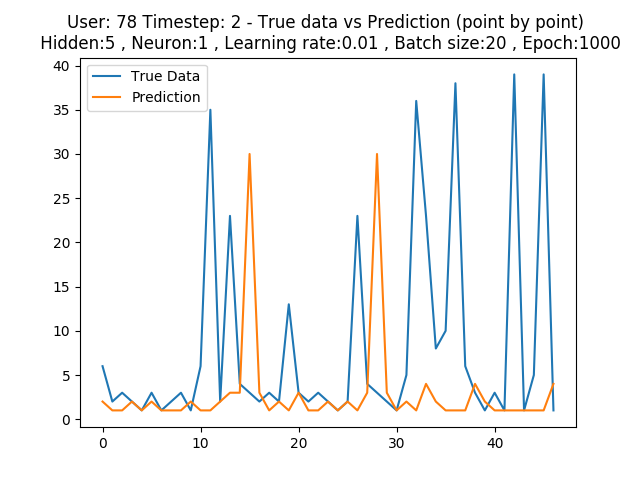 User: 78 Timestep: 2 - True data vs Prediction (point by point)
Hidden:5 , Neuron:1 , Learning rate:0.01 , Batch size:20 , Epoch:1000
True Data
Prediction
40
35
30
25
20
15
10
5
0
0 10 20 30 40